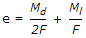 e = M_d/2F + M_l/F